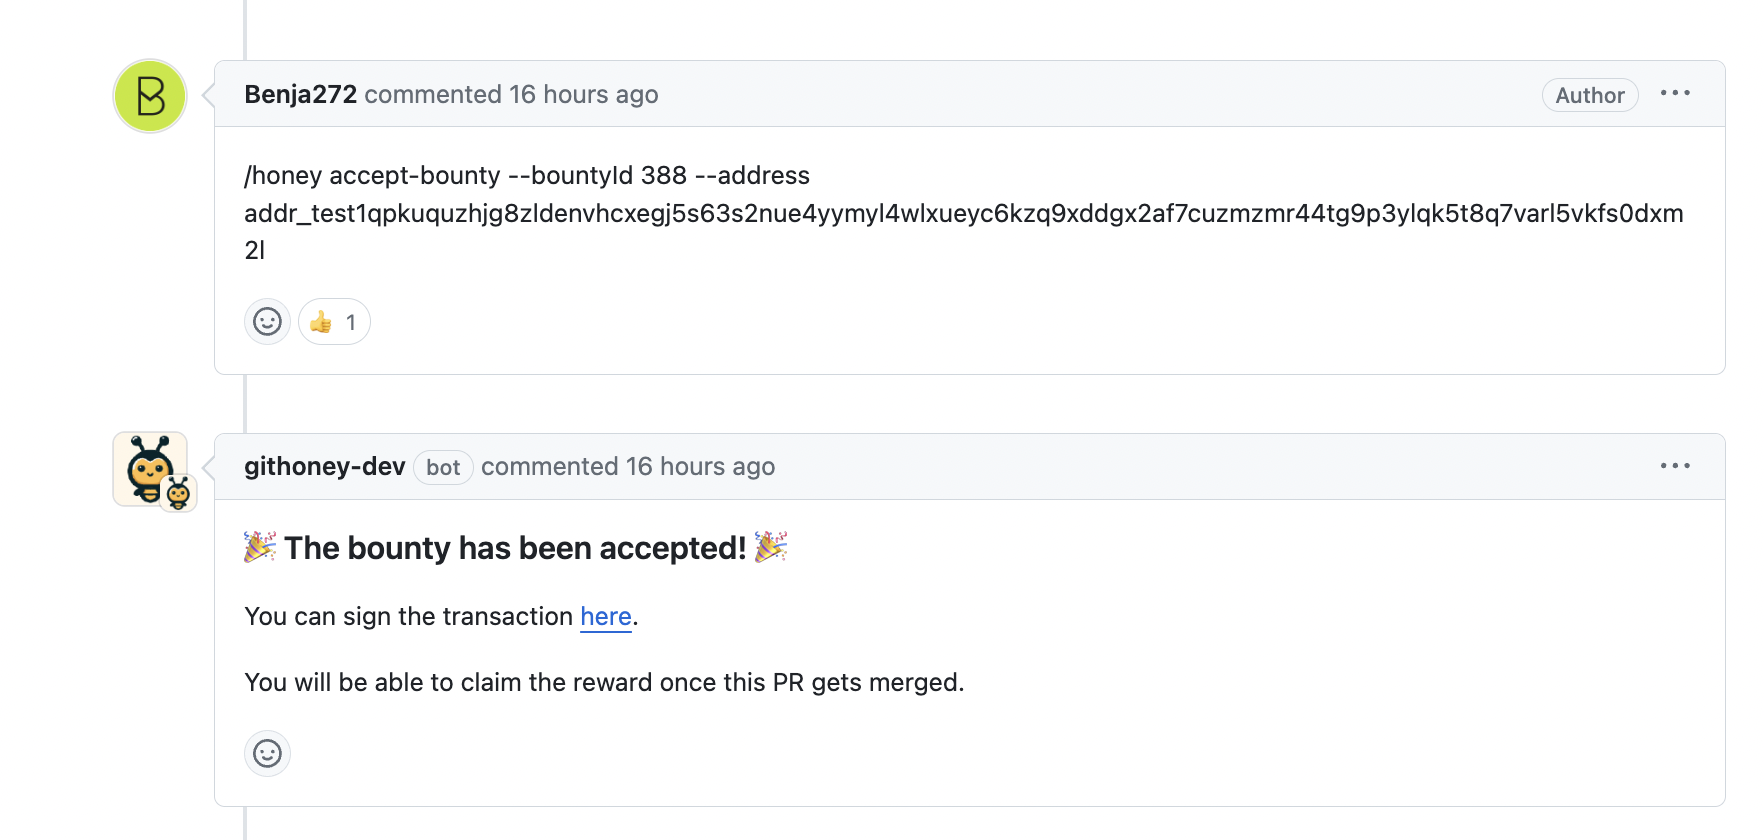 Benja272 commented 16 hours ago
Author
/honey accept-bounty --bountyId 388 --address
addr_test1qpkuquzhjg8zldenvhcxegj5s63s2nue4yymyl4wlxueyc6kzq9xddgx2af7cuzmzmr44tg9p3ylqk5t8q7varl5vkfs0dxm
2l
👍 1
githoney-dev bot commented 16 hours ago
🎉 The bounty has been accepted! 🎉
You can sign the transaction here.
You will be able to claim the reward once this PR gets merged.